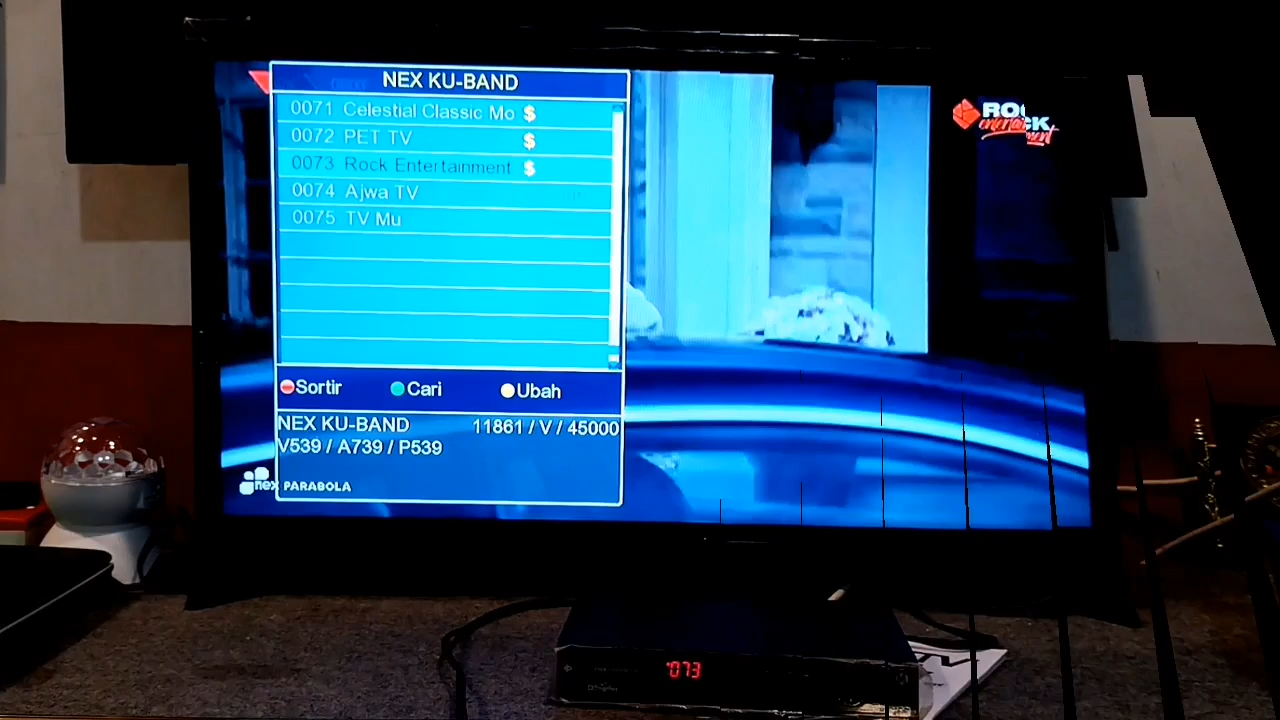 NEX KU-BAND
0071 Celestial Classic Mo $
0072 PET TV $
0073 Rock Entertainment $
0074 Ajwa TV
0075 TV Mu
Sortir Cari Ubah
NEX KU-BAND 11861 / V / 45000
V539 / A739 / P539
nex PARABOLA
ROCK
entertainment
073